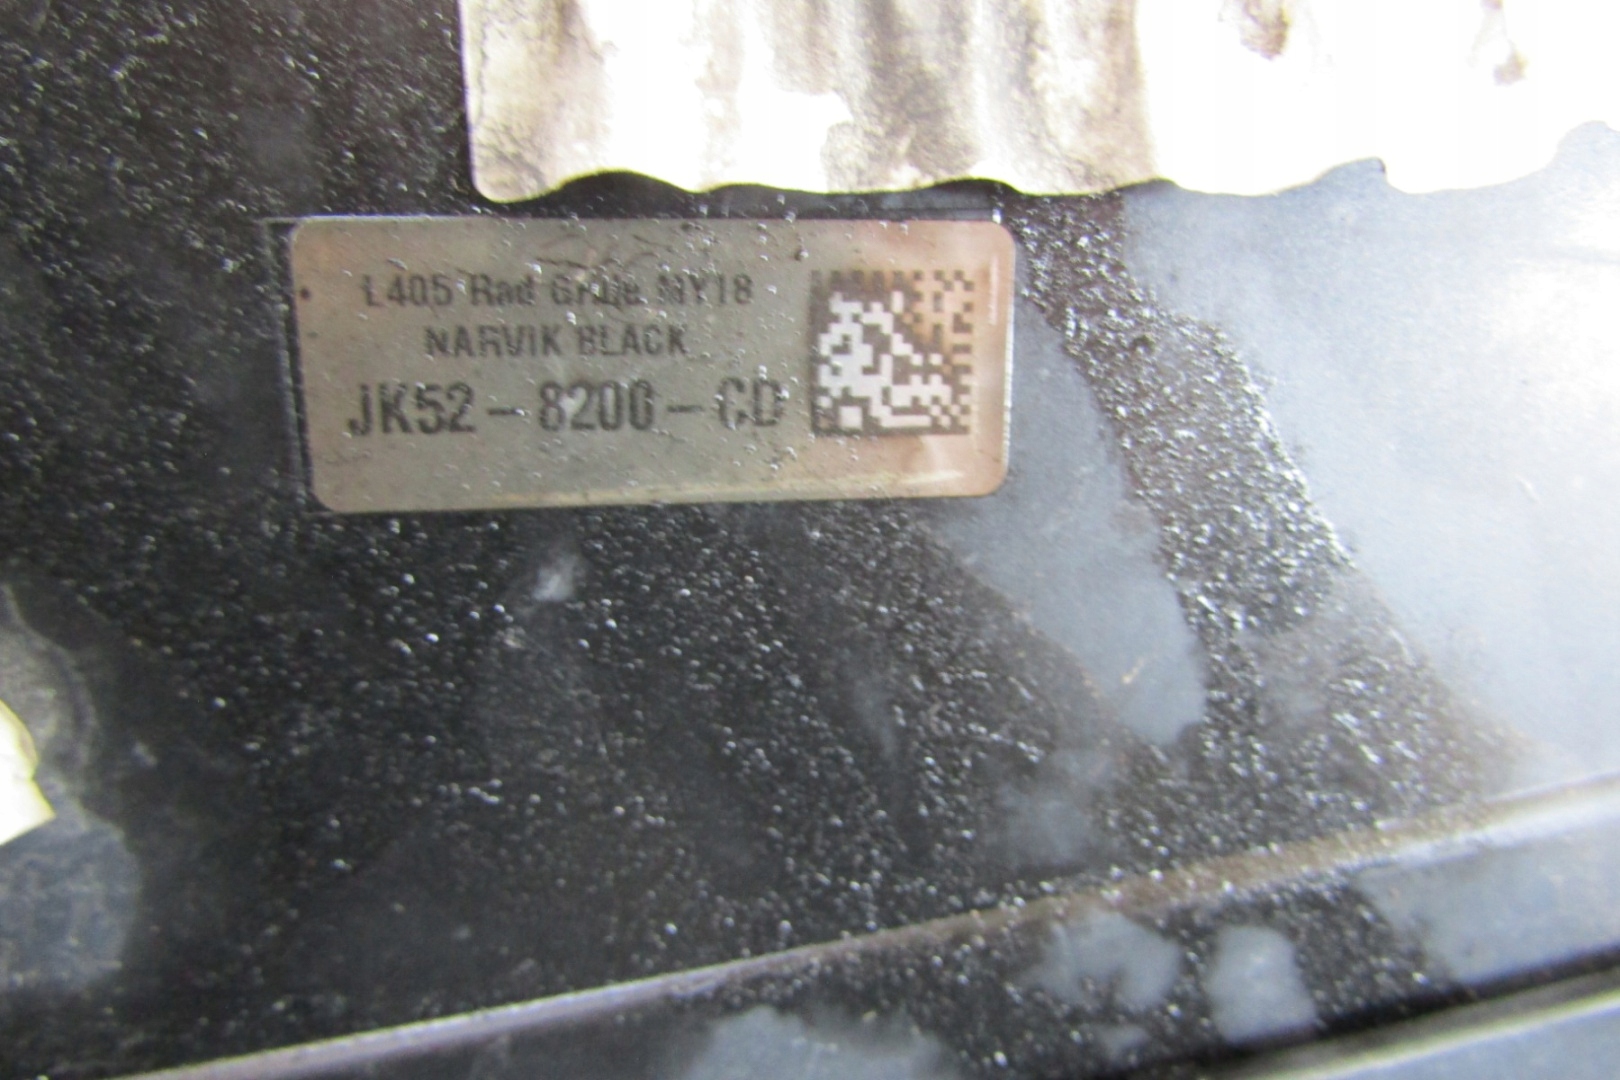 L405 Rad Grille MY18
NARVIK BLACK
JK52-8200-CD